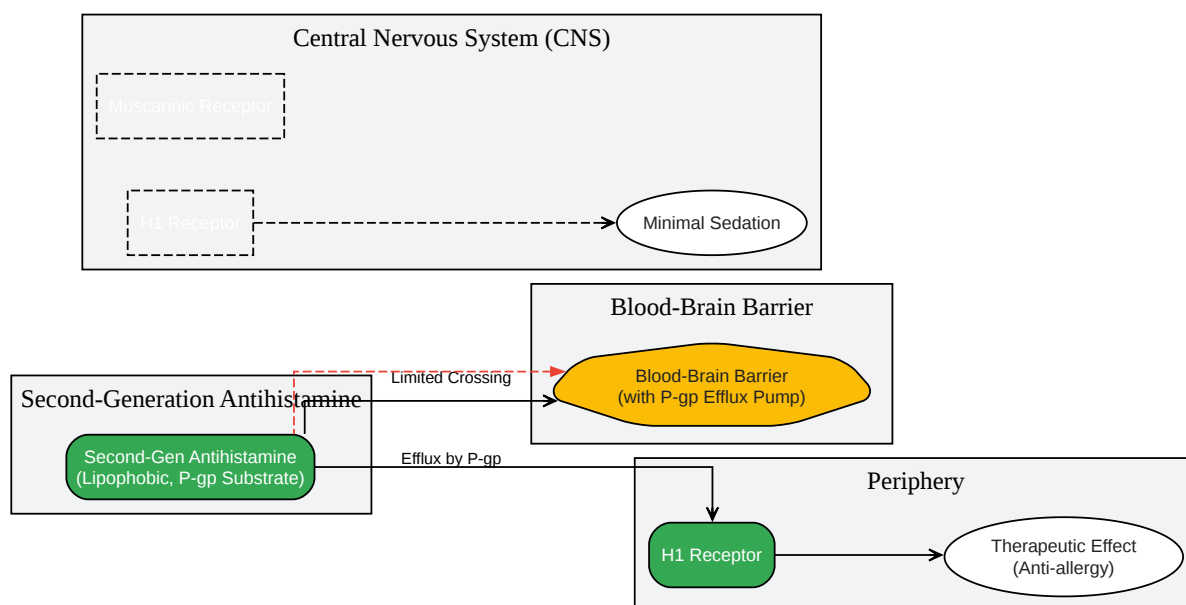 Central Nervous System (CNS)
Muscarinic Receptor
H1 Receptor
Minimal Sedation
Blood-Brain Barrier
Blood-Brain Barrier
(with P-gp Efflux Pump)
Limited Crossing
Second-Generation Antihistamine
Second-Gen Antihistamine
(Lipophobic, P-gp Substrate)
Efflux by P-gp
Periphery
H1 Receptor
Therapeutic Effect
(Anti-allergy)